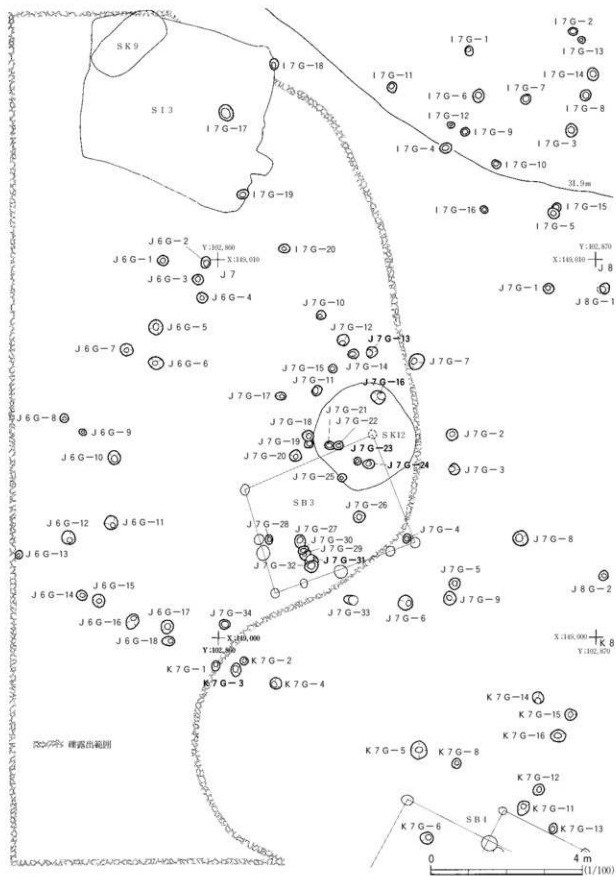 SK9
SI3
I7G-18
I7G-17
I7G-19
I7G-11
I7G-1
I7G-2
I7G-13
I7G-14
I7G-6
I7G-7
I7G-8
I7G-12
I7G-9
I7G-3
I7G-4
I7G-10
31.9m
I7G-16
I7G-15
I7G-5
I7G-20
J6G-2
Y:102,860
X:149,010
J7
J6G-1
J6G-3
J6G-4
Y:102,870
X:149,010
J8
J7G-1
J8G-1
J7G-10
J6G-5
J7G-12
J7G-13
J6G-7
J7G-14
J6G-6
J7G-15
J7G-7
J7G-11
J7G-17
J7G-16
J7G-21
J6G-8
J7G-22
J6G-9
J7G-18
SK12
J7G-2
J7G-19
J7G-23
J6G-10
J7G-20
J7G-24
J7G-3
J7G-25
SB3
J7G-26
J6G-11
J6G-12
J7G-28
J7G-27
J7G-30
J7G-4
J7G-8
J6G-13
J7G-29
J7G-32
J7G-31
J8G-2
J7G-5
J6G-14
J6G-15
J7G-33
J7G-6
J7G-9
J6G-16
J6G-17
J7G-34
J6G-18
X:149,000
Y:102,860
X:149,000
K8
Y:102,870
K7G-1
K7G-2
K7G-3
K7G-4
K7G-14
K7G-15
K7G-16
礫露出範囲
K7G-5
K7G-8
K7G-12
K7G-11
SB4
K7G-6
K7G-13
0
4m
(1/100)